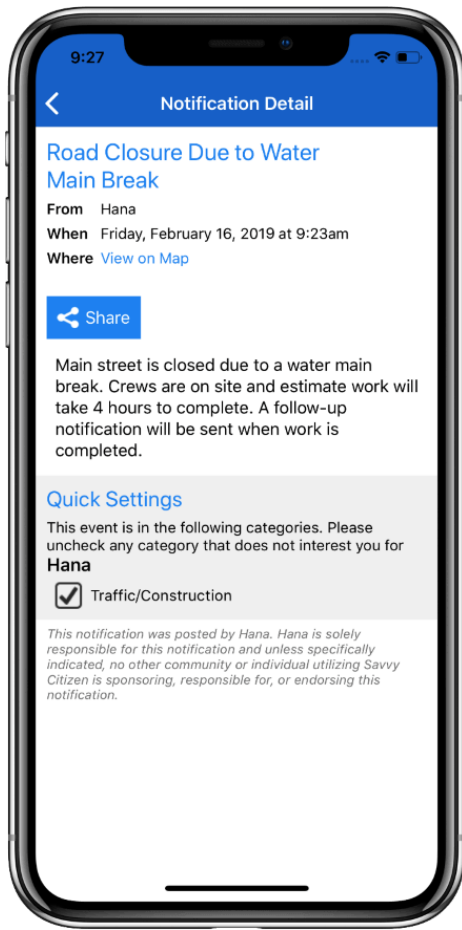 9:27
Notification Detail
Road Closure Due to Water
Main Break
From Hana
When Friday, February 16, 2019 at 9:23am
Where View on Map
Share
Main street is closed due to a water main
break. Crews are on site and estimate work will
take 4 hours to complete. A follow-up
notification will be sent when work is
completed.
Quick Settings
This event is in the following categories. Please
uncheck any category that does not interest you for
Hana
Traffic/Construction
This notification was posted by Hana. Hana is solely
responsible for this notification and unless specifically
indicated, no other community or individual utilizing Savvy
Citizen is sponsoring, responsible for, or endorsing this
notification.